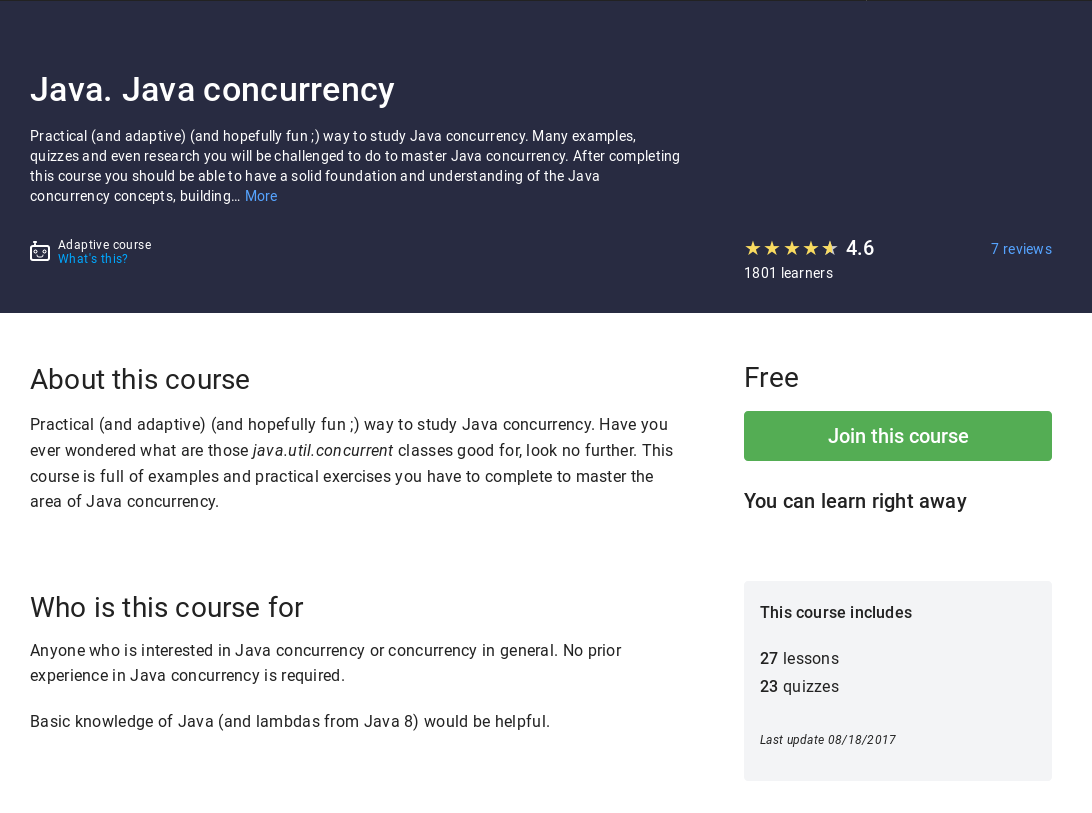 Java. Java concurrency
Practical (and adaptive) (and hopefully fun ;) way to study Java concurrency. Many examples,
quizzes and even research you will be challenged to do to master Java concurrency. After completing
this course you should be able to have a solid foundation and understanding of the Java
concurrency concepts, building… More
Adaptive course
What's this?
4.6
7 reviews
1801 learners
About this course
Practical (and adaptive) (and hopefully fun ;) way to study Java concurrency. Have you
ever wondered what are those java.util.concurrent classes good for, look no further. This
course is full of examples and practical exercises you have to complete to master the
area of Java concurrency.
Free
Join this course
You can learn right away
Who is this course for
Anyone who is interested in Java concurrency or concurrency in general. No prior
experience in Java concurrency is required.
Basic knowledge of Java (and lambdas from Java 8) would be helpful.
This course includes
27 lessons
23 quizzes
Last update 08/18/2017